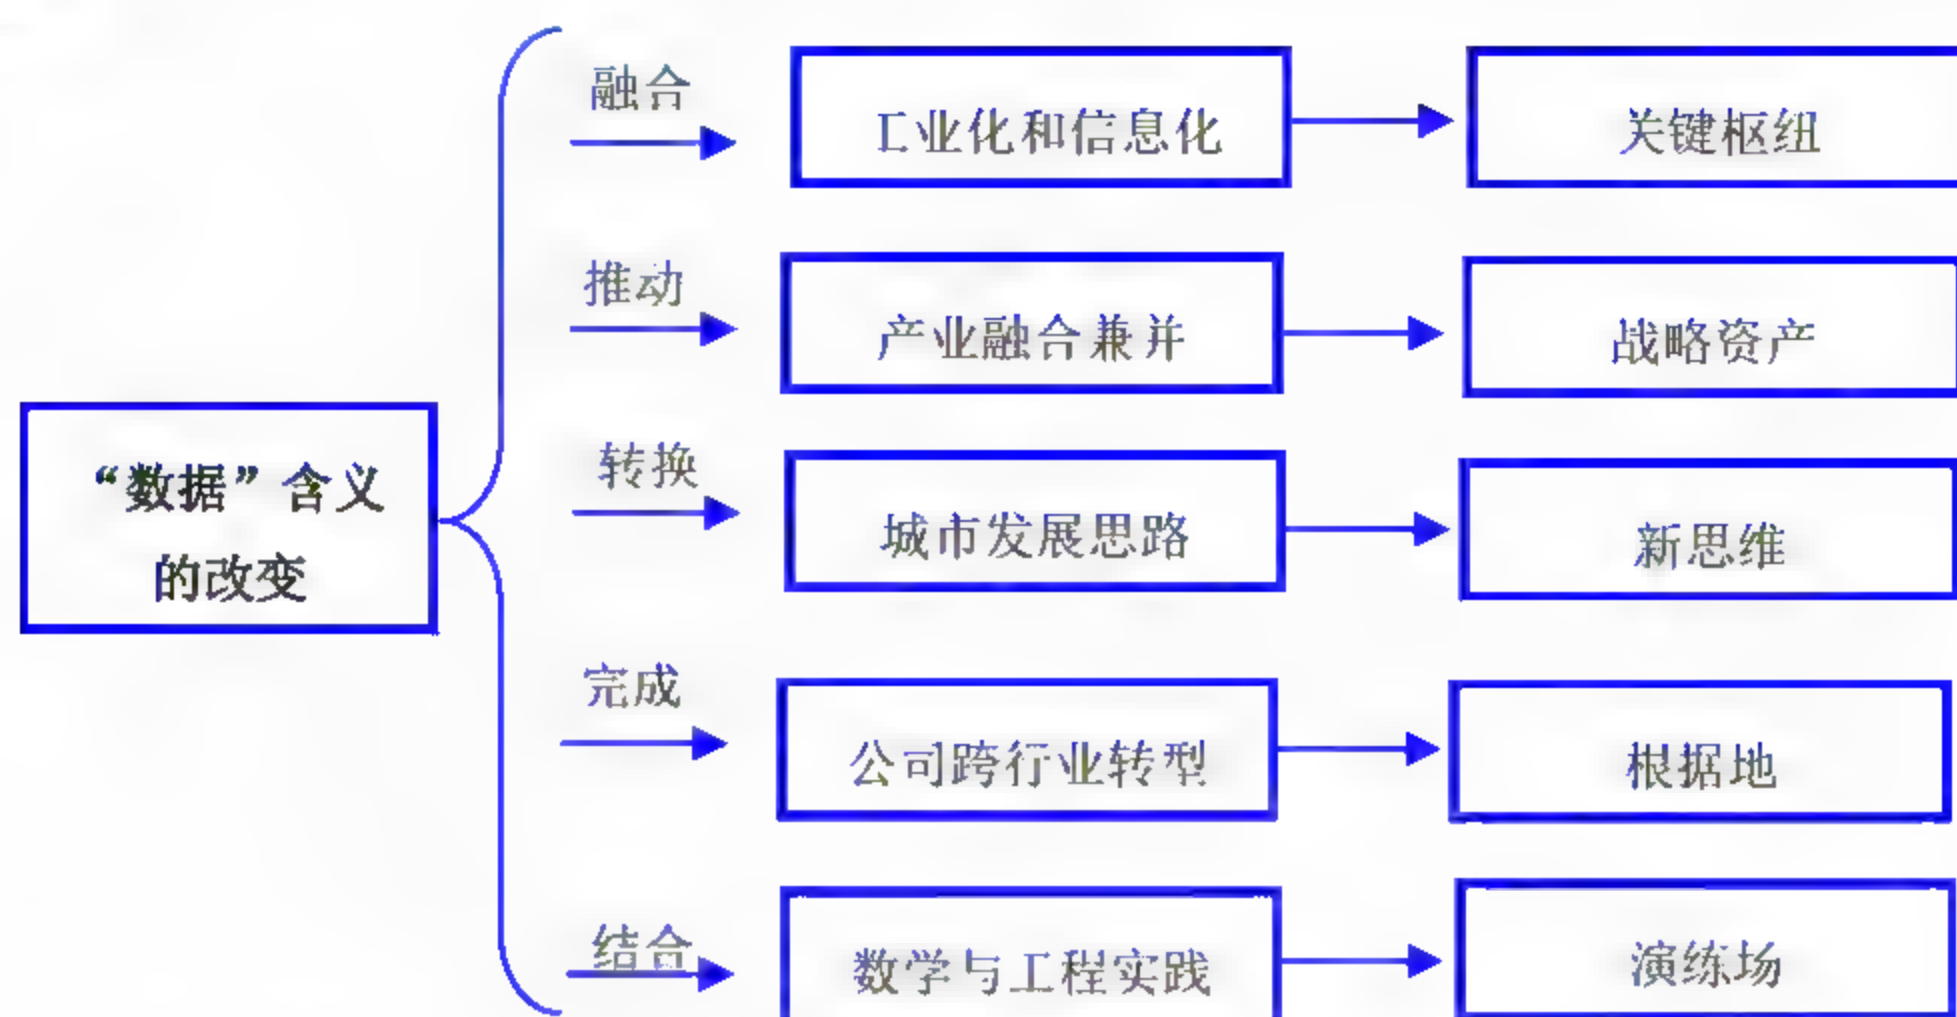 融合
工业化和信息化
关键枢纽
推动
产业融合兼并
战略资产
“数据”含义
的改变
转换
城市发展思路
新思维
完成
公司跨行业转型
根据地
结合
数学与工程实践
演练场